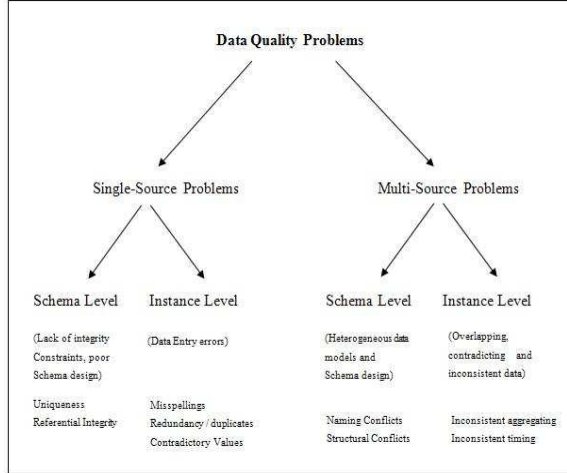 Data Quality Problems
Single-Source Problems
Multi-Source Problems
Schema Level
Instance Level
Schema Level
Instance Level
(Lack of integrity
Constraints, poor
Schema design)
(Data Entry errors)
(Heterogeneous data
models and
Schema design)
(Overlapping,
contradicting and
inconsistent data)
Uniqueness
Referential Integrity
Misspellings
Redundancy / duplicates
Contradictory Values
Naming Conflicts
Structural Conflicts
Inconsistent aggregating
Inconsistent timing